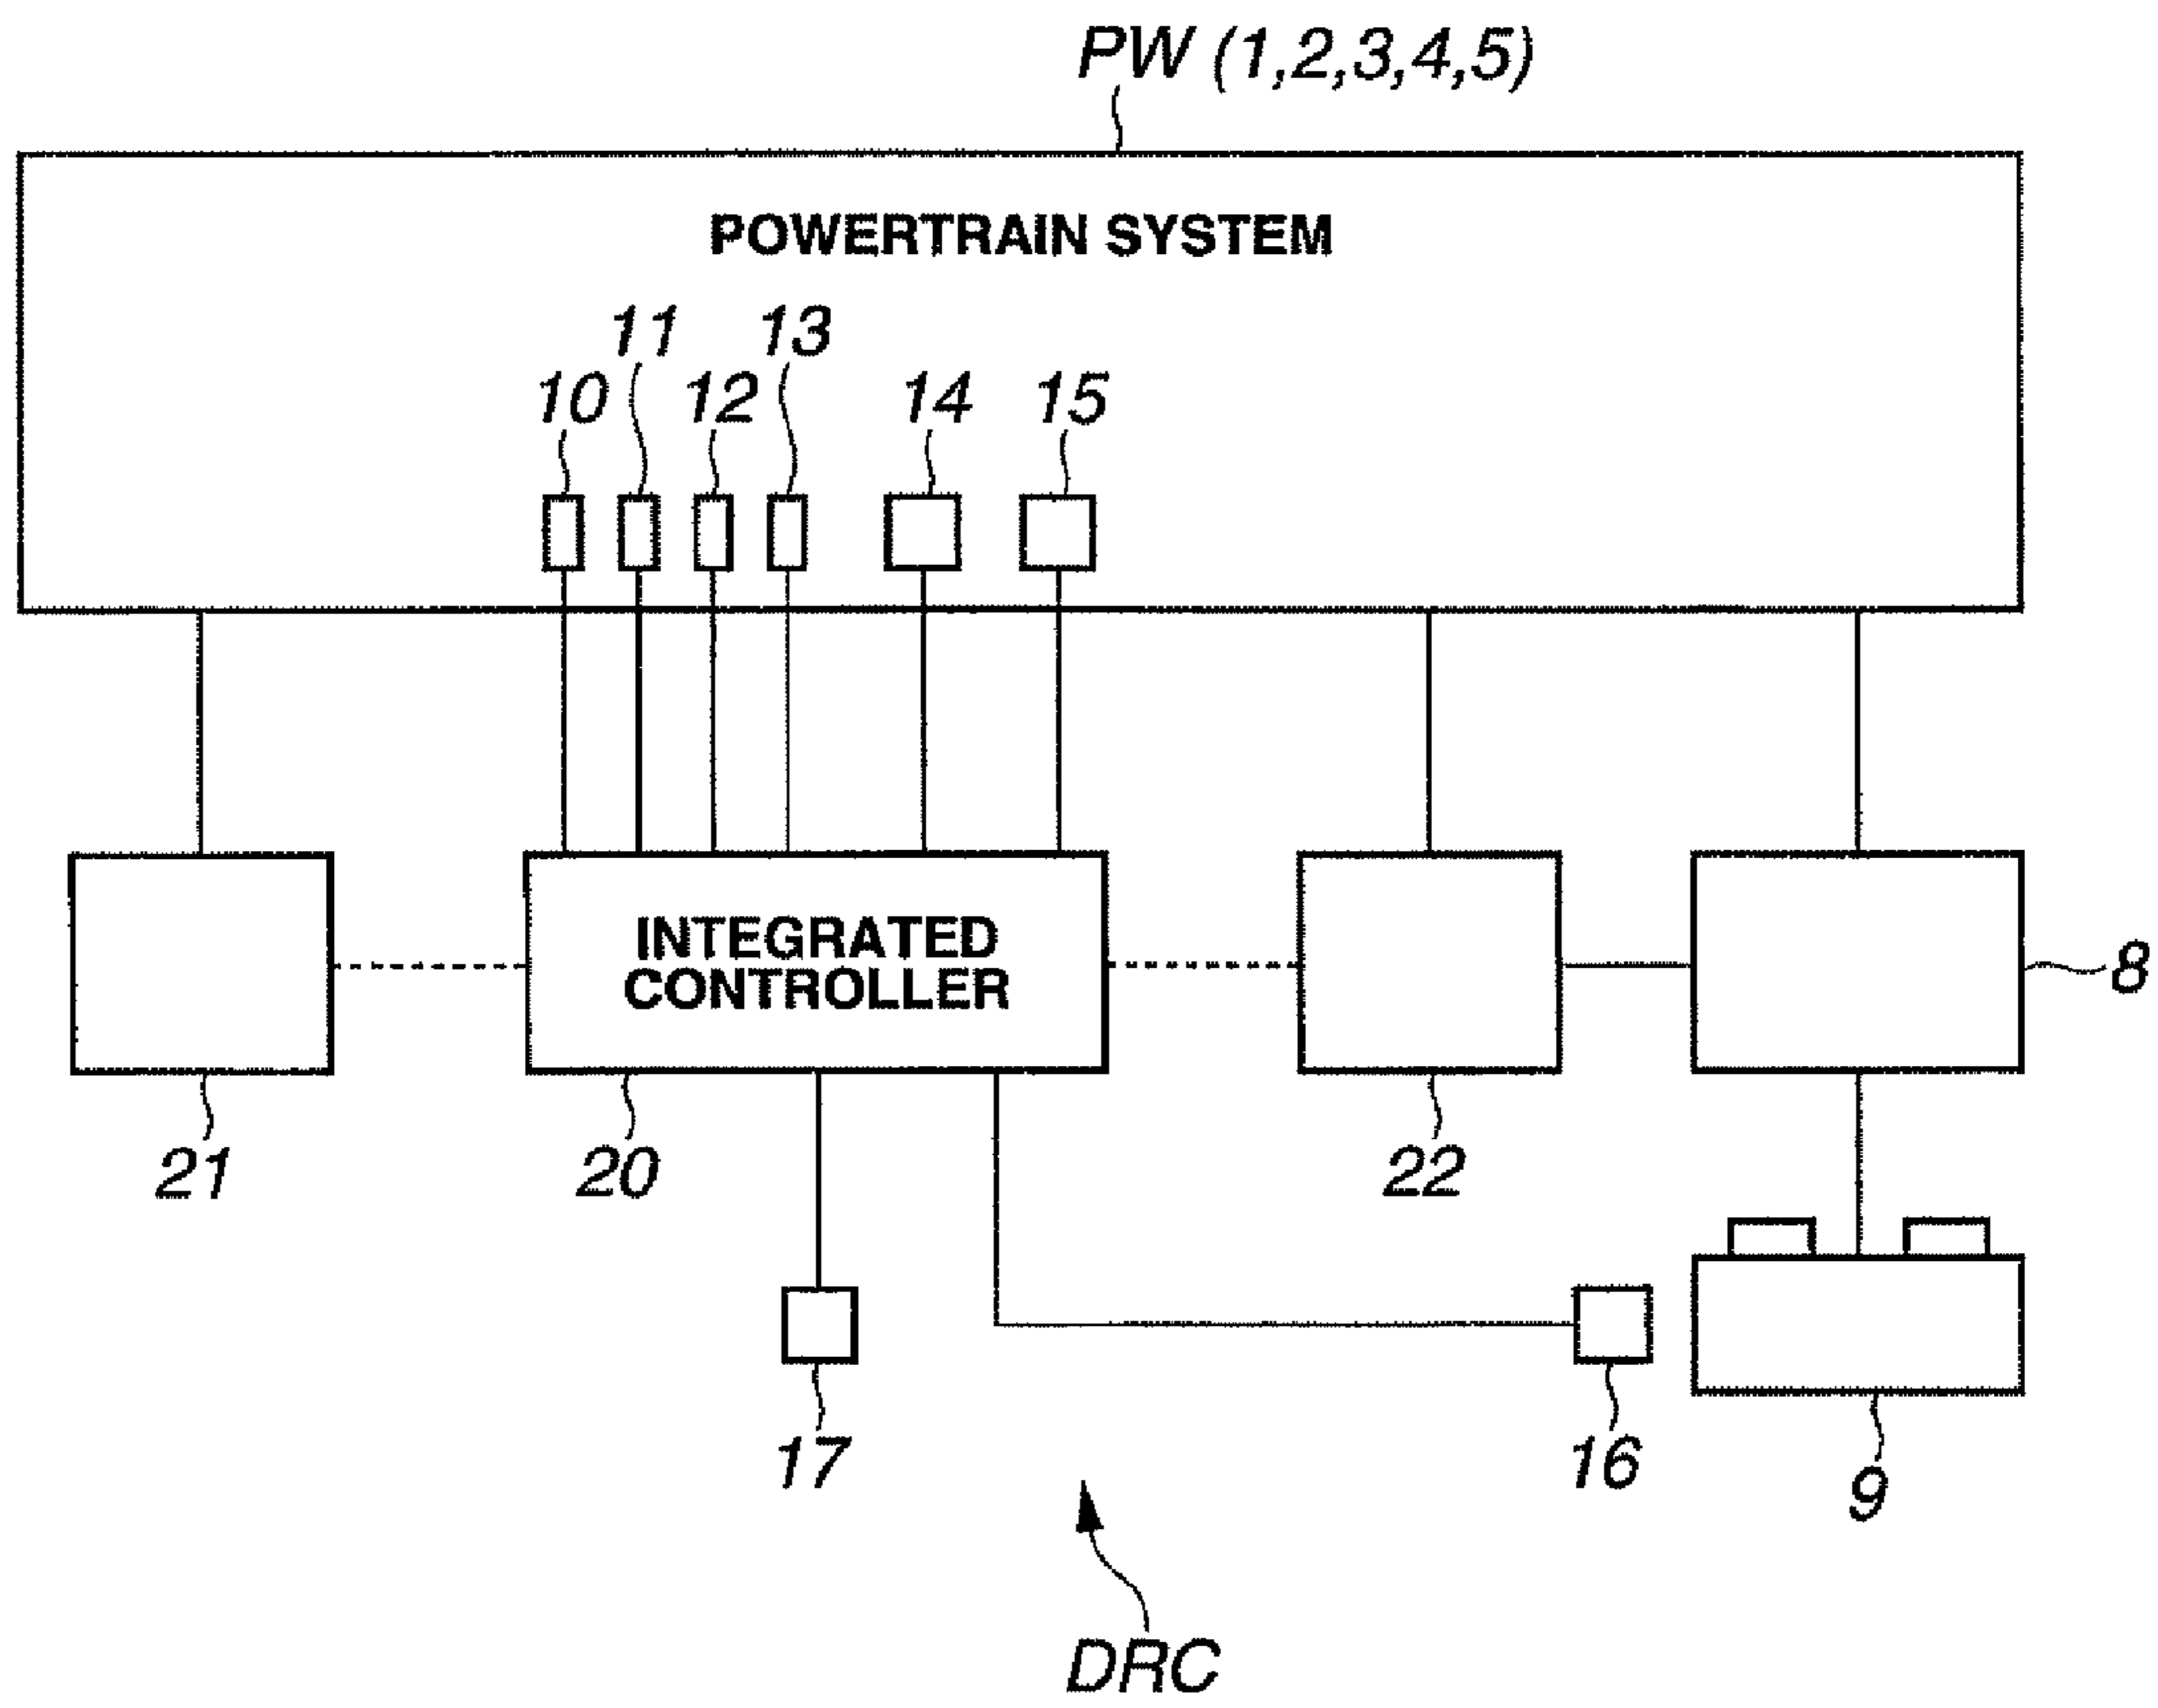 PW (1,2,3,4,5)
POWERTRAIN SYSTEM
11 13
10 12 14 15
INTEGRATED
CONTROLLER
8
21 20 22
17 16 9
DRC